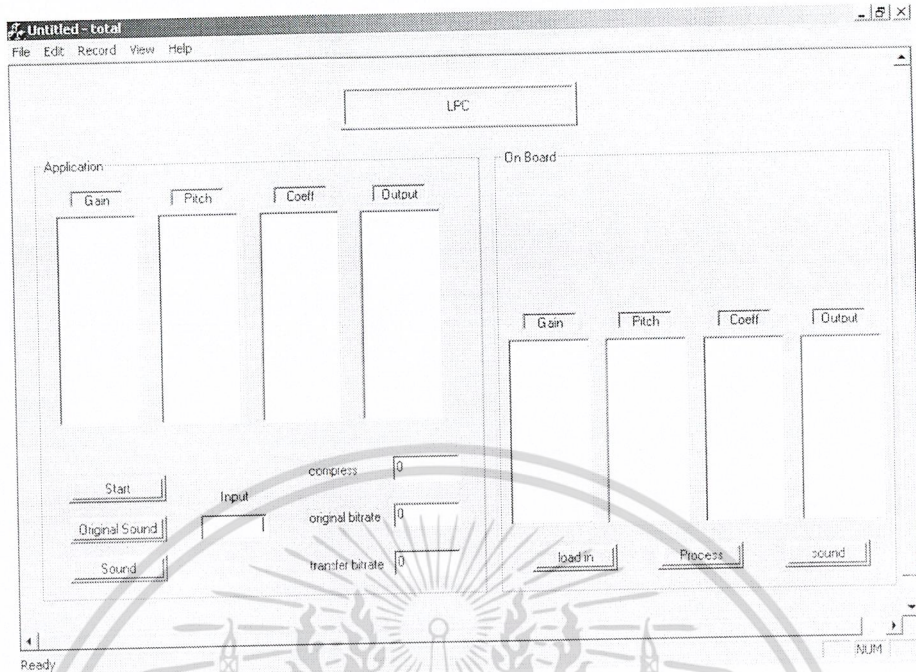 Untitled - total
File Edit Record View Help
LPC
Application
Gain Pitch Coeff Output
Start
Original Sound
Sound
Input
compress 0
original bitrate 0
transfer bitrate 0
On Board
Gain Pitch Coeff Output
load in Process sound
Ready
NUM